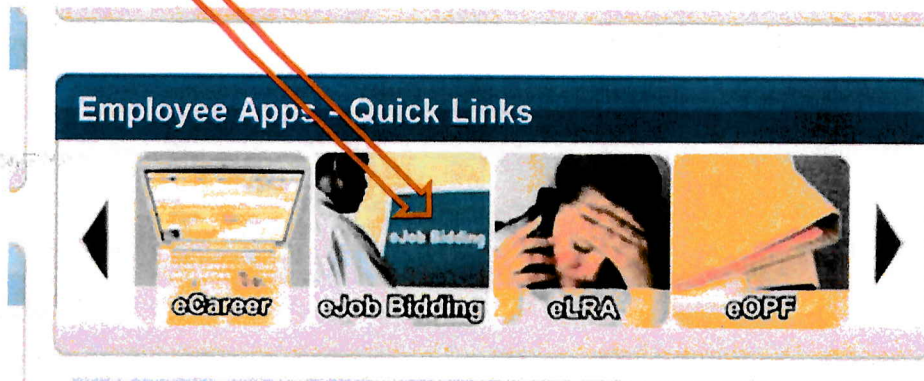 Employee Apps - Quick Links
eJob Bidding
eCareer
eJob Bidding
eLRA
eOPF